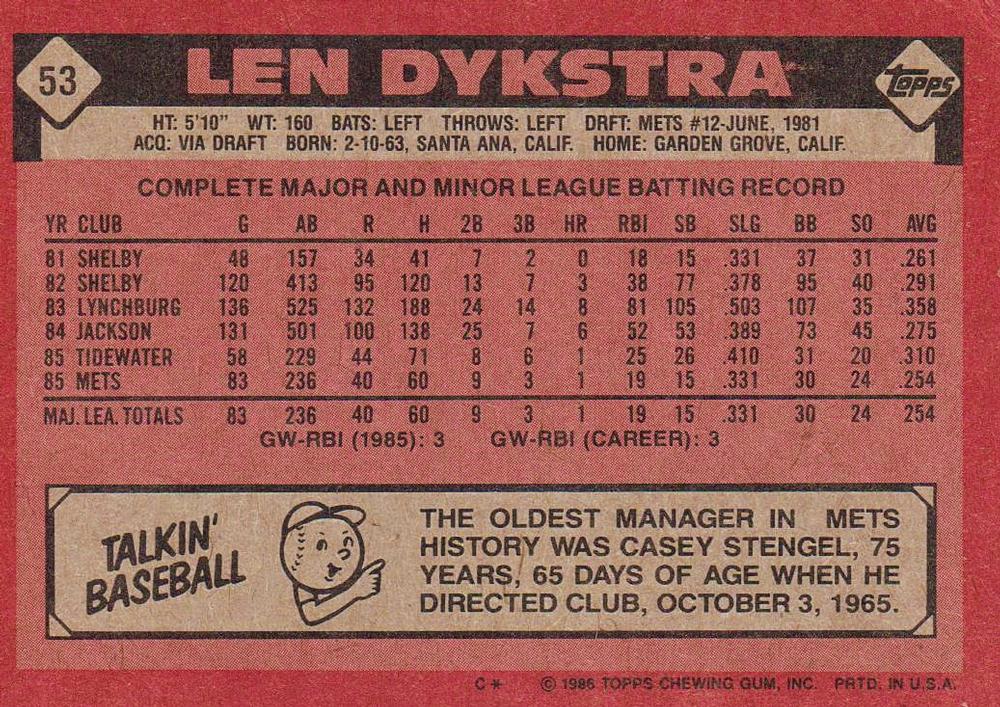 53
LEN DYKSTRA
topps
HT: 5'10" WT: 160 BATS: LEFT THROWS: LEFT DRFT: METS #12-JUNE, 1981
ACQ: VIA DRAFT BORN: 2-10-63, SANTA ANA, CALIF. HOME: GARDEN GROVE, CALIF.
COMPLETE MAJOR AND MINOR LEAGUE BATTING RECORD
YR CLUB G AB R H 2B 3B HR RBI SB SLG BB SO AVG
81 SHELBY 48 157 34 41 7 2 0 18 15 .331 37 31 .261
82 SHELBY 120 413 95 120 13 7 3 38 77 .378 95 40 .291
83 LYNCHBURG 136 525 132 188 24 14 8 81 105 .503 107 35 .358
84 JACKSON 131 501 100 138 25 7 6 52 53 .389 73 45 .275
85 TIDEWATER 58 229 44 71 8 6 1 25 26 .410 31 20 .310
85 METS 83 236 40 60 9 3 1 19 15 .331 30 24 .254
MAJ. LEA. TOTALS 83 236 40 60 9 3 1 19 15 .331 30 24 254
GW-RBI (1985): 3 GW-RBI (CAREER): 3
TALKIN'
BASEBALL
THE OLDEST MANAGER IN METS
HISTORY WAS CASEY STENGEL, 75
YEARS, 65 DAYS OF AGE WHEN HE
DIRECTED CLUB, OCTOBER 3, 1965.
C* © 1986 TOPPS CHEWING GUM, INC. PRTD. IN U.S.A.